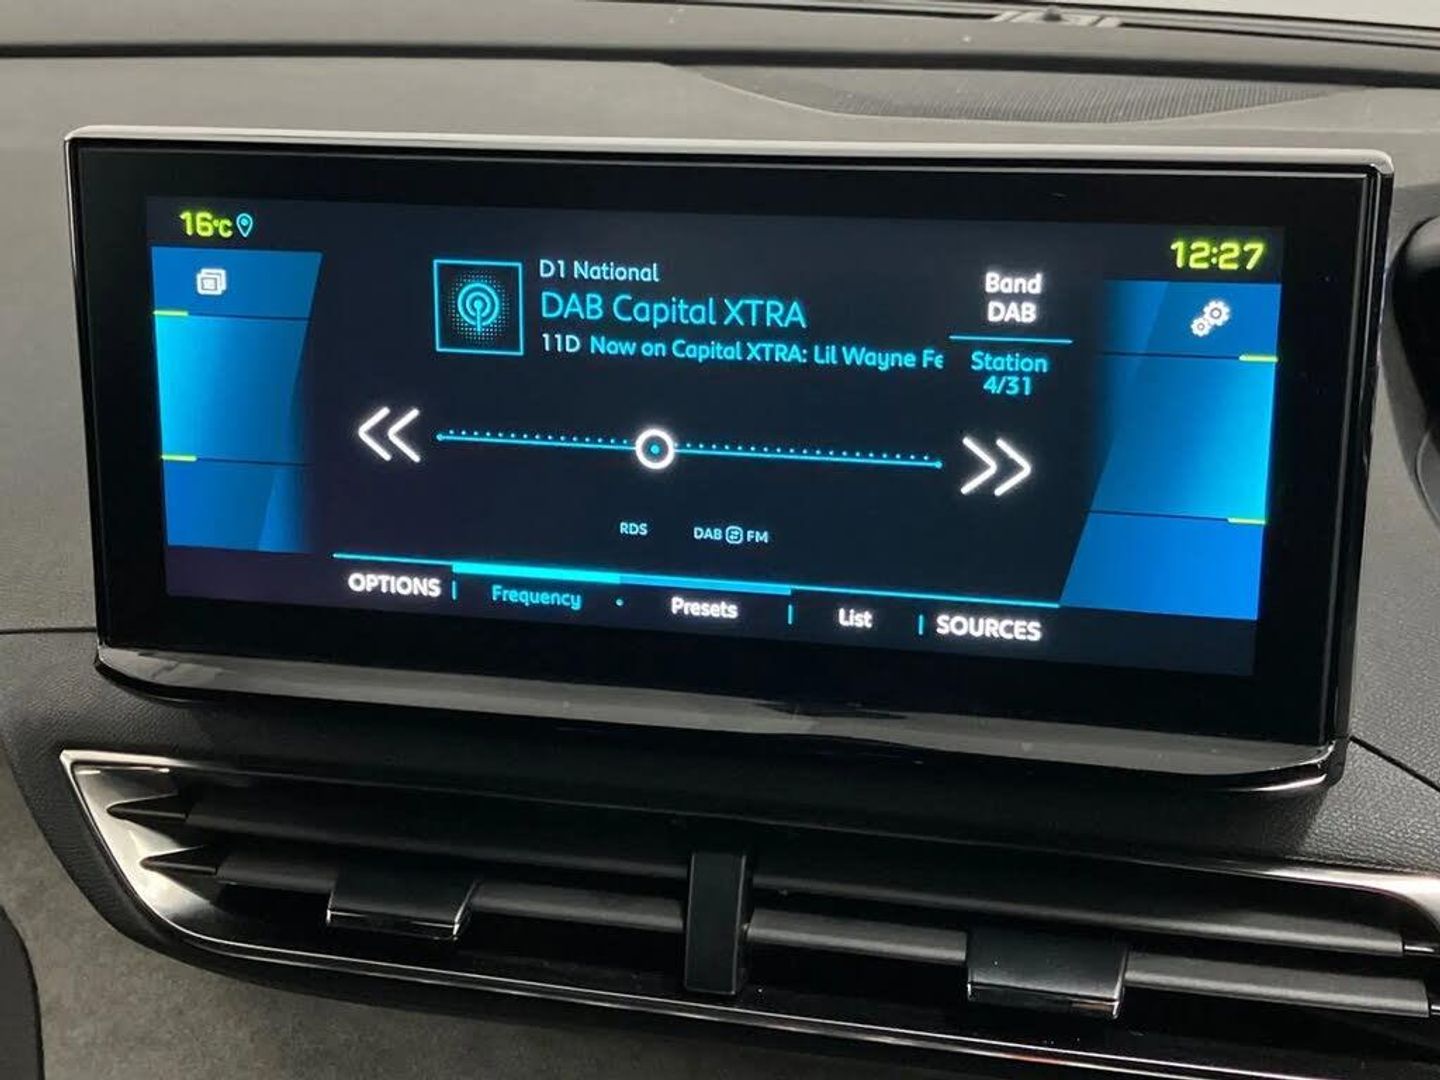 16°C
12:27
D1 National
DAB Capital XTRA
11D Now on Capital XTRA: Lil Wayne Fe
Band
DAB
Station
4/31
RDS
DAB FM
OPTIONS
Frequency
Presets
List
SOURCES